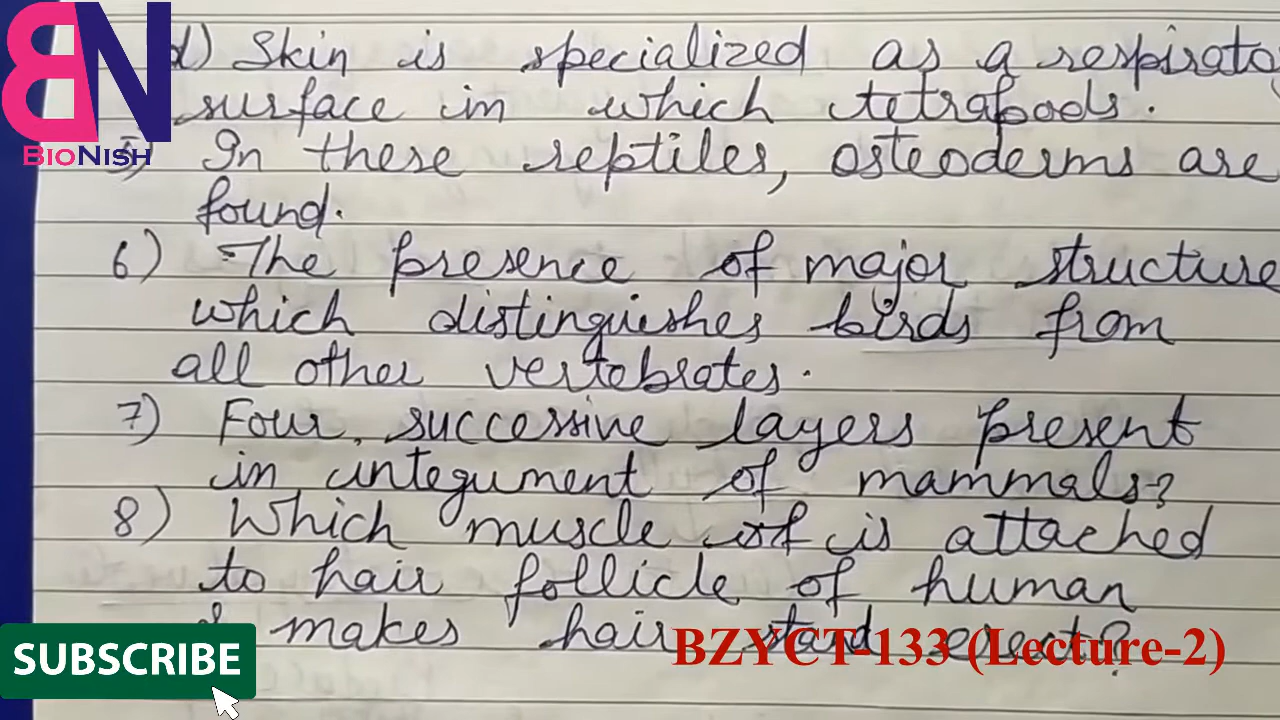 BN
BIONISH
d) Skin is specialized as a respirato
surface in which tetrapods.
5) In these reptiles, osteoderms are
found.
6) The presence of major structure
which distinguishes birds from
all other vertebrates.
7) Four successive layers present
in integument of mammals?
8) Which muscle of is attached
to hair follicle of human
& makes hair stand erect?
SUBSCRIBE
BZYCT-133 (Lecture-2)